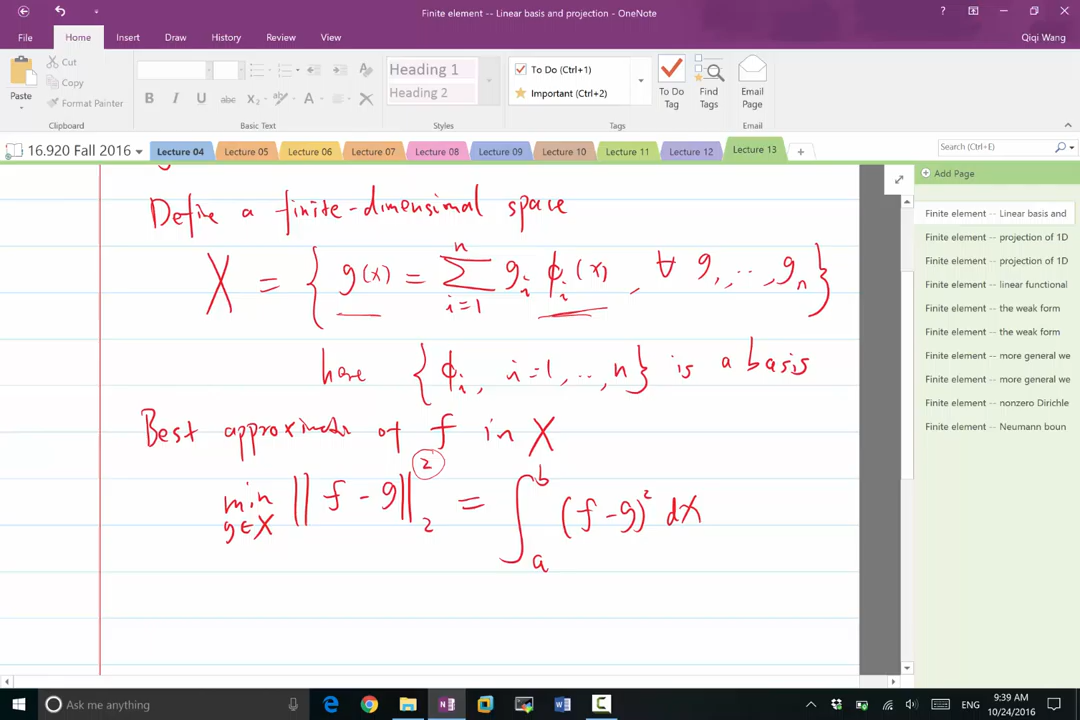 Finite element -- Linear basis and projection - OneNote
Qiqi Wang
File Home Insert Draw History Review View
Paste
Cut
Copy
Format Painter
Clipboard
B I U abc X₂ A
Basic Text
Heading 1
Heading 2
Styles
To Do (Ctrl+1)
Important (Ctrl+2)
Tags
To Do Tag
Find Tags
Email Page
Email
16.920 Fall 2016
Lecture 04 Lecture 05 Lecture 06 Lecture 07 Lecture 08 Lecture 09 Lecture 10 Lecture 11 Lecture 12 Lecture 13
Search (Ctrl+E)
Add Page
Finite element -- Linear basis and
Finite element -- projection of 1D
Finite element -- projection of 1D
Finite element -- linear functional
Finite element -- the weak form
Finite element -- the weak form
Finite element -- more general we
Finite element -- more general we
Finite element -- nonzero Dirichle
Finite element -- Neumann boun
Define a finite-dimensional space
X = { g(x) = ∑_{i=1}^{n} g_i ϕ_i(x), ∀ g, ..., g_n }
here { ϕ_i, i=1, .., n} is a basis
Best approximate of f in X
min_{g∈X} ||f - g||_2^2 = ∫_a^b (f - g)^2 dX
Ask me anything
ENG
9:39 AM
10/24/2016